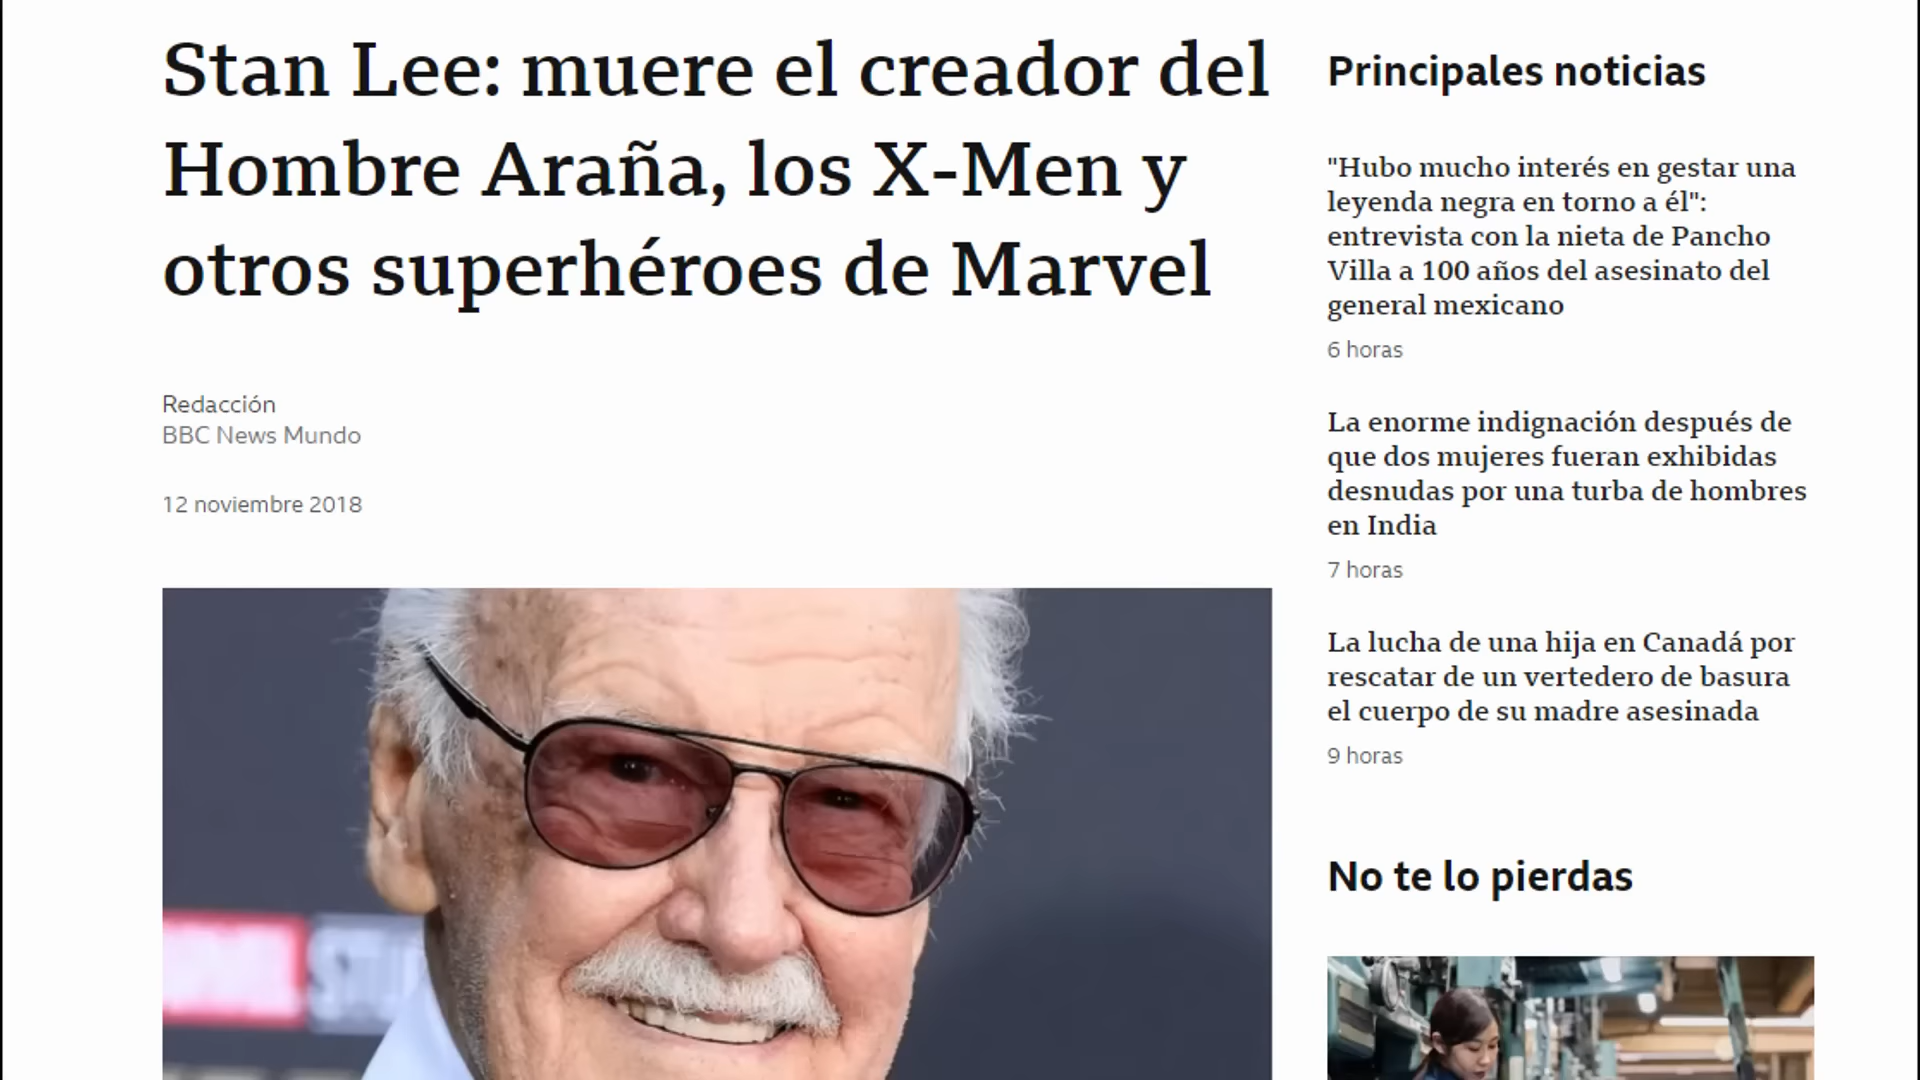 Stan Lee: muere el creador del
Hombre Araña, los X-Men y
otros superhéroes de Marvel
Redacción
BBC News Mundo
12 noviembre 2018
Principales noticias
"Hubo mucho interés en gestar una
leyenda negra en torno a él":
entrevista con la nieta de Pancho
Villa a 100 años del asesinato del
general mexicano
6 horas
La enorme indignación después de
que dos mujeres fueran exhibidas
desnudas por una turba de hombres
en India
7 horas
La lucha de una hija en Canadá por
rescatar de un vertedero de basura
el cuerpo de su madre asesinada
9 horas
No te lo pierdas